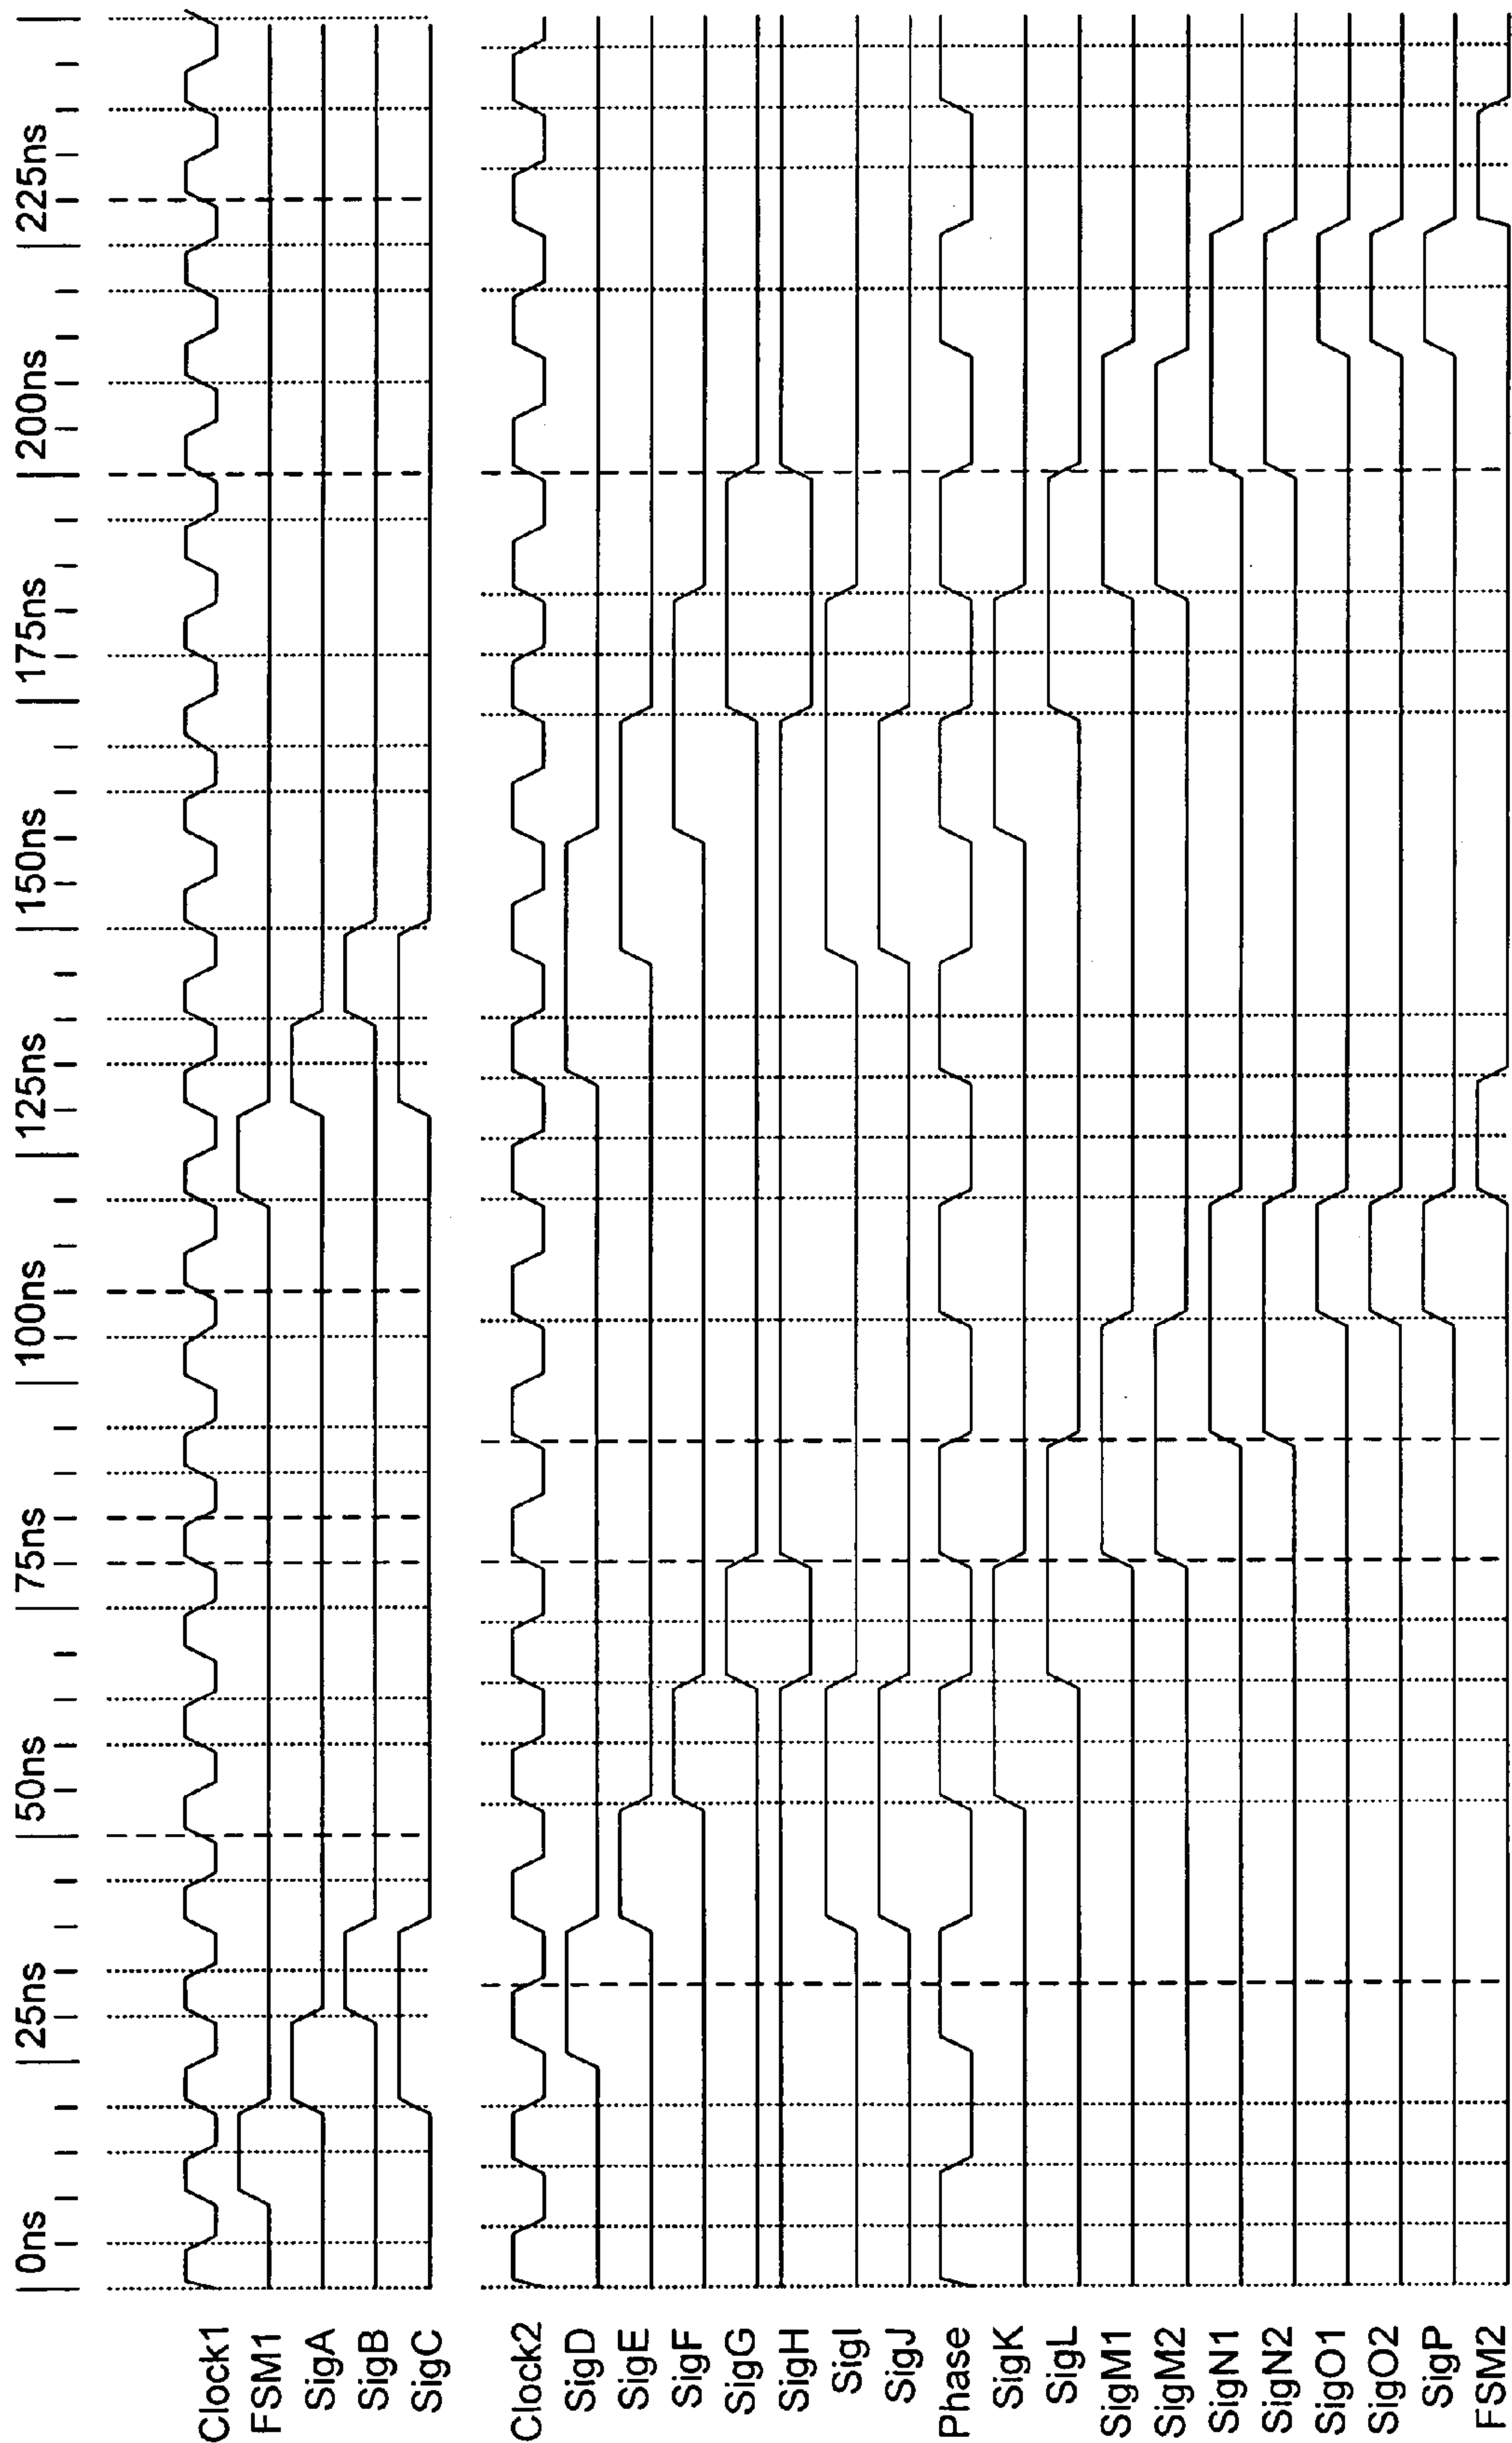 0ns
25ns
50ns
75ns
100ns
125ns
150ns
175ns
200ns
225ns
Clock1
FSM1
SigA
SigB
SigC
Clock2
SigD
SigE
SigF
SigG
SigH
SigI
SigJ
Phase
SigK
SigL
SigM1
SigM2
SigN1
SigN2
SigO1
SigO2
SigP
FSM2